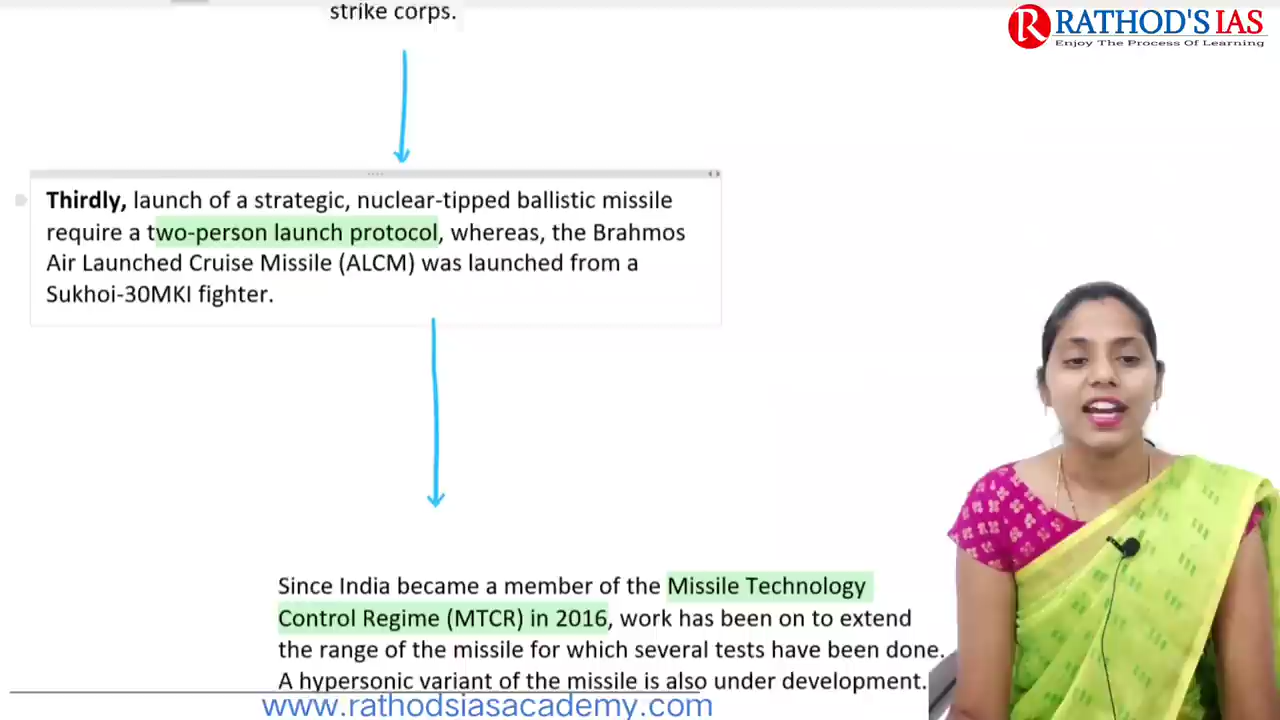 strike corps.
RATHOD'S IAS
Enjoy The Process Of Learning
Thirdly, launch of a strategic, nuclear-tipped ballistic missile
require a two-person launch protocol, whereas, the Brahmos
Air Launched Cruise Missile (ALCM) was launched from a
Sukhoi-30MKI fighter.
Since India became a member of the Missile Technology
Control Regime (MTCR) in 2016, work has been on to extend
the range of the missile for which several tests have been done.
A hypersonic variant of the missile is also under development.
www.rathodsiasacademy.com